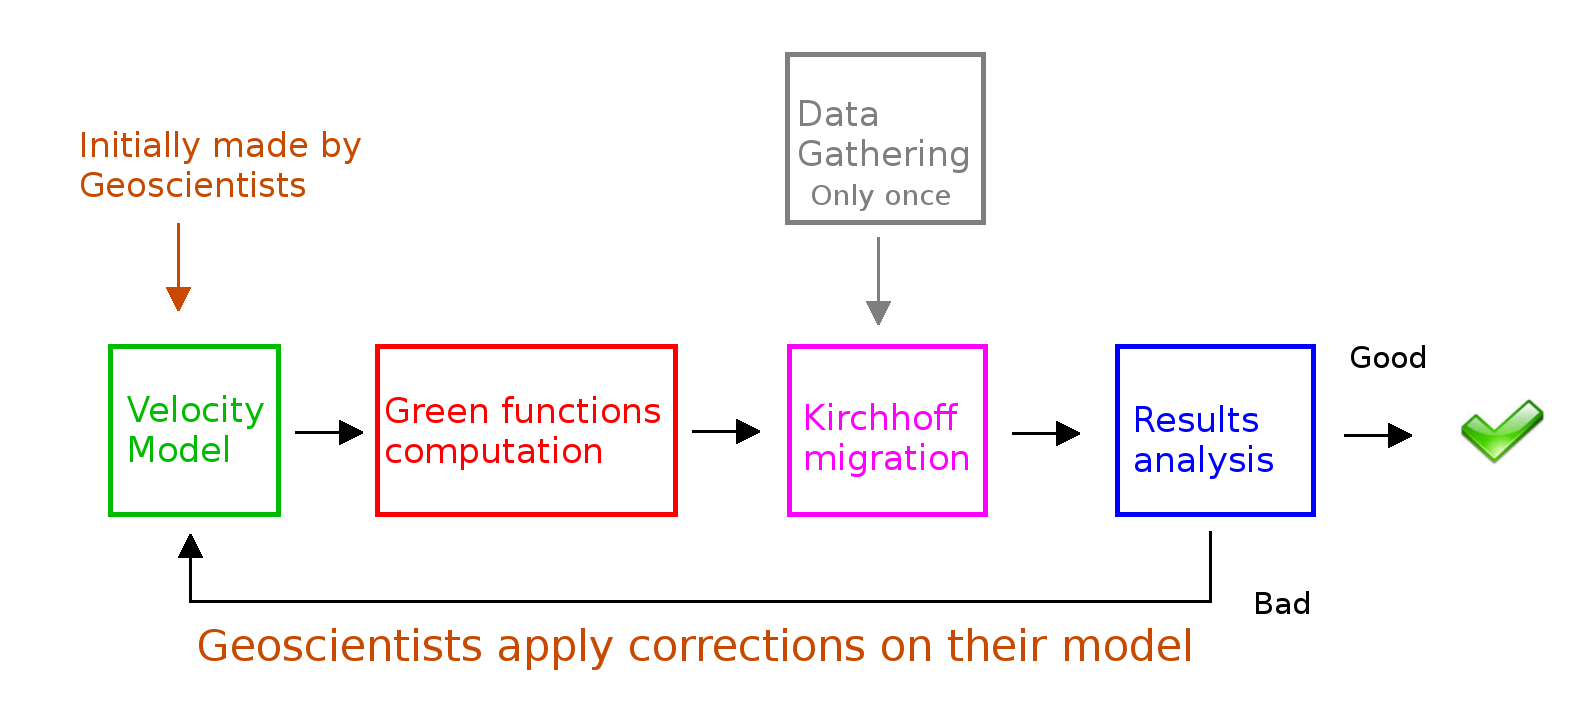 Initially made by
Geoscientists
Data
Gathering
Only once
Velocity
Model
Green functions
computation
Kirchhoff
migration
Results
analysis
Good
Bad
Geoscientists apply corrections on their model